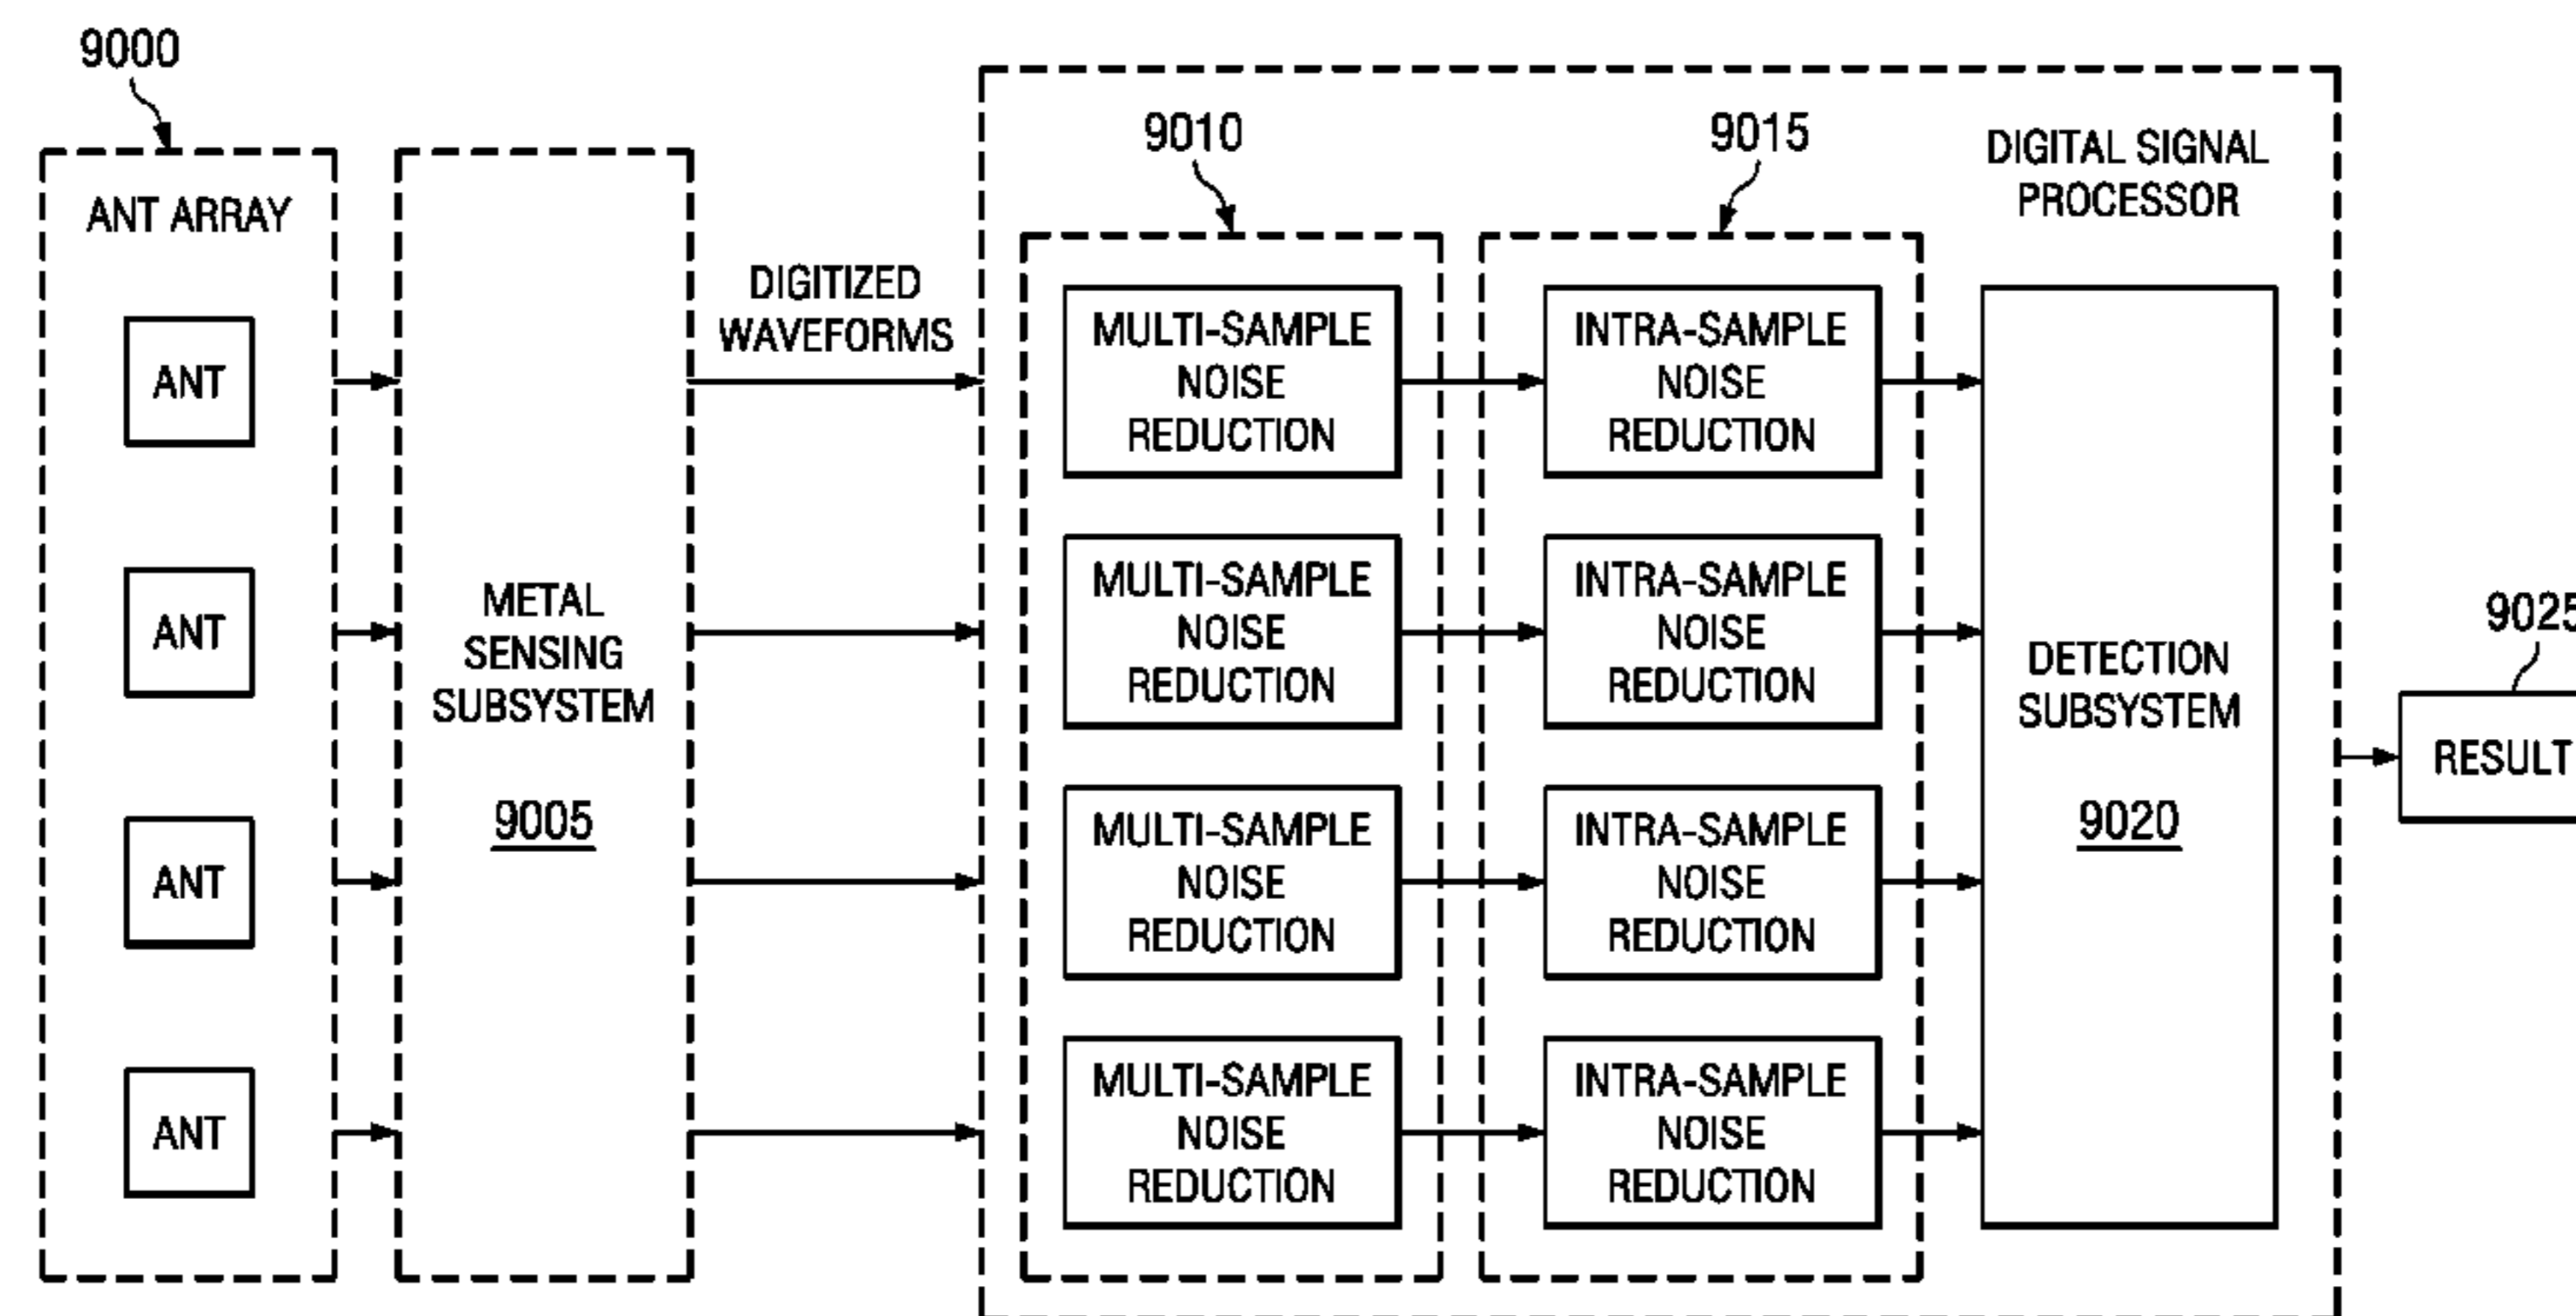 9000
9010
9015
DIGITAL SIGNAL
PROCESSOR
ANT ARRAY
DIGITIZED
WAVEFORMS
ANT
ANT
ANT
ANT
METAL
SENSING
SUBSYSTEM
9005
MULTI-SAMPLE
NOISE
REDUCTION
INTRA-SAMPLE
NOISE
REDUCTION
MULTI-SAMPLE
NOISE
REDUCTION
INTRA-SAMPLE
NOISE
REDUCTION
MULTI-SAMPLE
NOISE
REDUCTION
INTRA-SAMPLE
NOISE
REDUCTION
MULTI-SAMPLE
NOISE
REDUCTION
INTRA-SAMPLE
NOISE
REDUCTION
DETECTION
SUBSYSTEM
9020
9025
RESULT